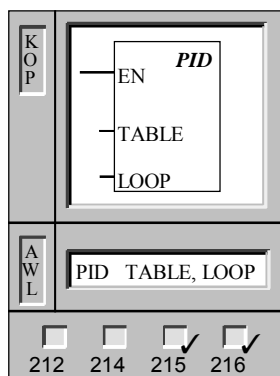 K
O
P
PID
EN
TABLE
LOOP
A
W
L
PID TABLE, LOOP
212 214 215 216